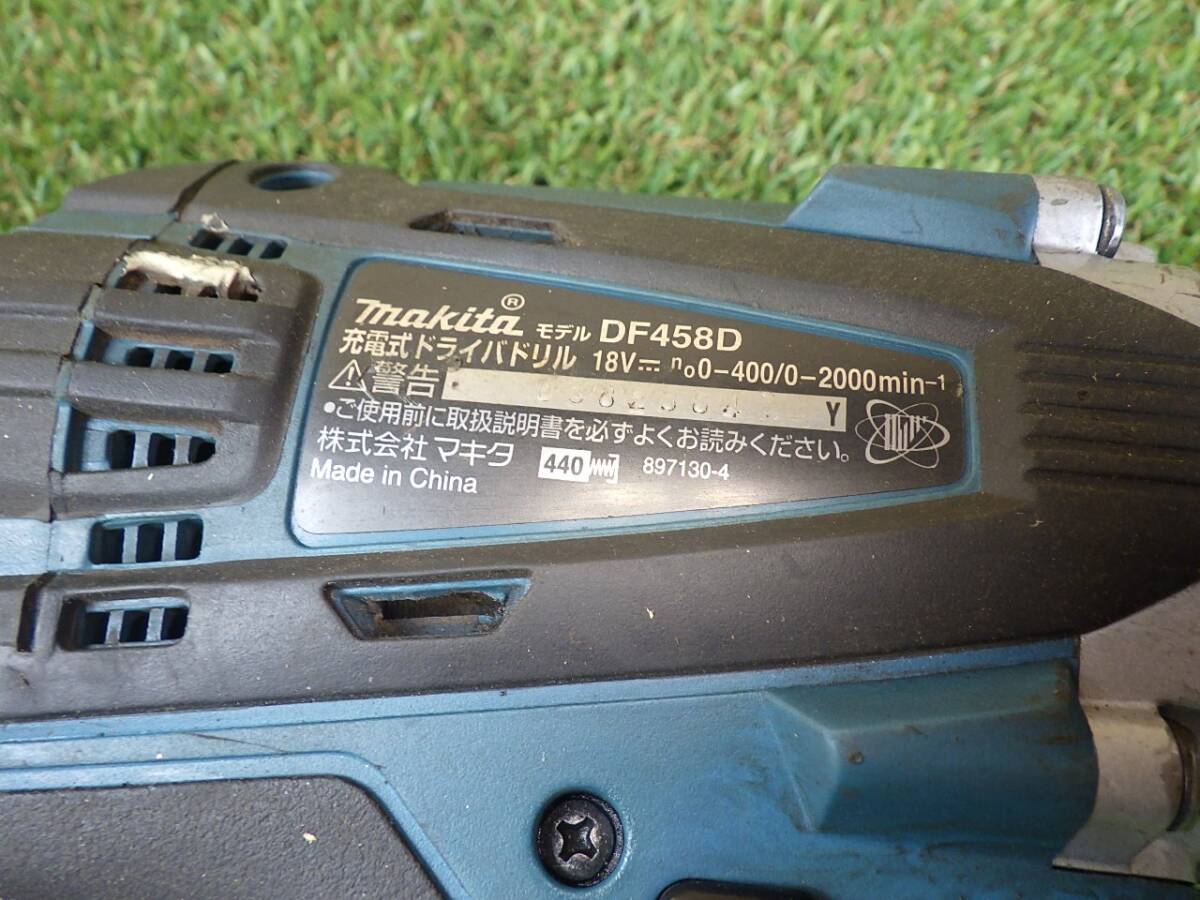 makita® モデル DF458D
充電式ドライバドリル 18V⎓ n₀0-400/0-2000min⁻¹
⚠警告 Y
●ご使用前に取扱説明書を必ずよくお読みください。
株式会社 マキタ 440 897130-4
Made in China